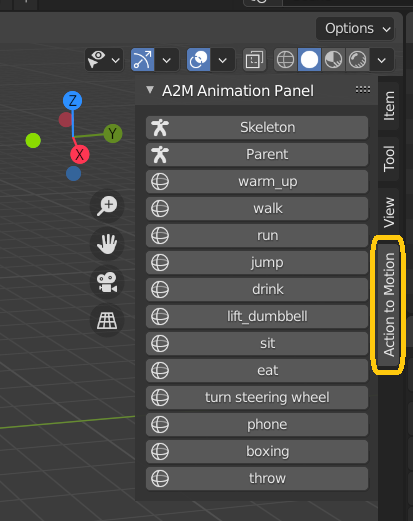 Options
A2M Animation Panel
Skeleton
Parent
warm_up
walk
run
jump
drink
lift_dumbbell
sit
eat
turn steering wheel
phone
boxing
throw
Item
Tool
View
Action to Motion
Z
Y
X